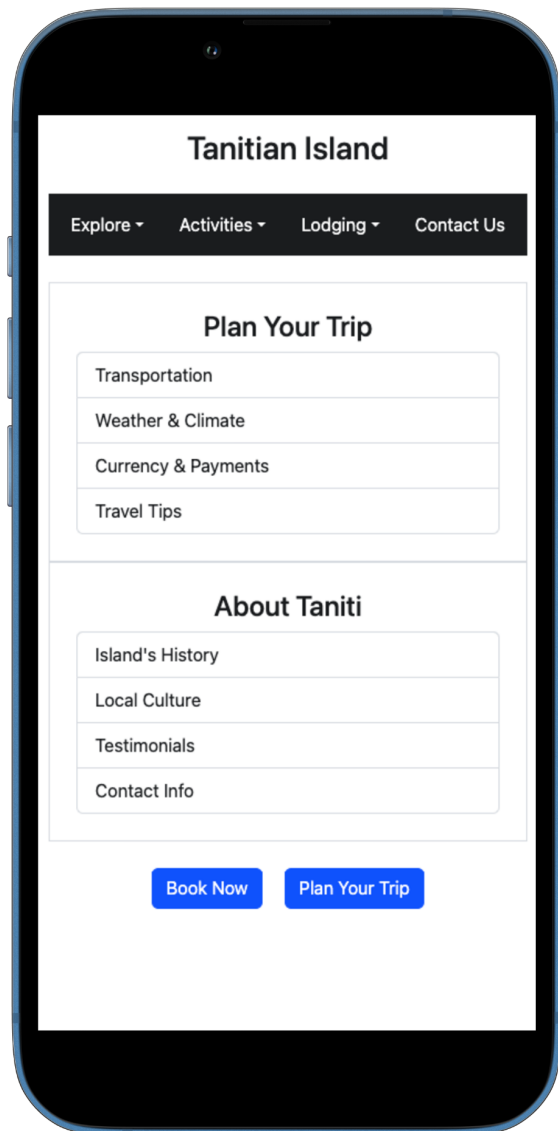 Tanitian Island
Explore Activities Lodging Contact Us
Plan Your Trip
Transportation
Weather & Climate
Currency & Payments
Travel Tips
About Taniti
Island's History
Local Culture
Testimonials
Contact Info
Book Now Plan Your Trip